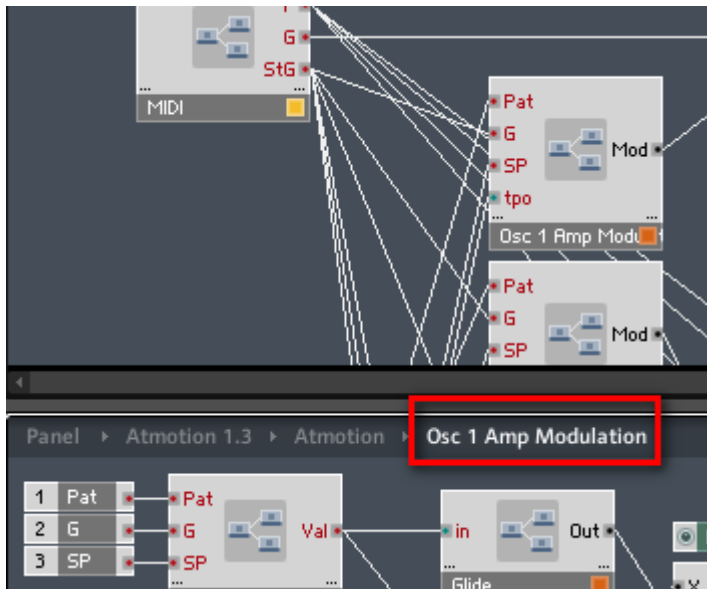 G
StG
...
...
MIDI
Pat
G
SP
tpo
Mod
...
...
Osc 1 Amp Modu
Pat
G
SP
Mod
Panel Atmotion 1.3 Atmotion Osc 1 Amp Modulation
1 Pat
2 G
3 SP
Pat
G
SP
Val
...
...
in
Out
...
...
Glide
X